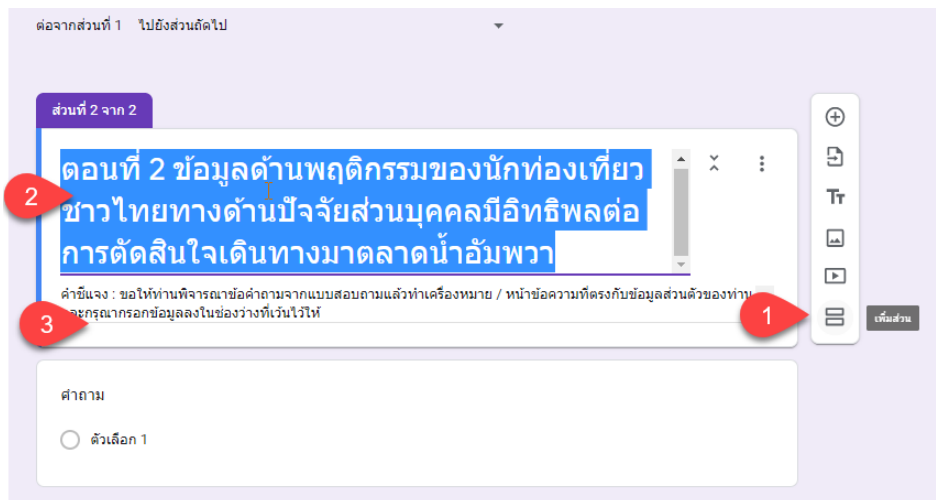 ต่อจากส่วนที่ 1 ไปยังส่วนถัดไป
ส่วนที่ 2 จาก 2
ตอนที่ 2 ข้อมูลด้านพฤติกรรมของนักท่องเที่ยว
ชาวไทยทางด้านปัจจัยส่วนบุคคลมีอิทธิพลต่อ
การตัดสินใจเดินทางมาตลาดน้ำอัมพวา
2
คำชี้แจง : ขอให้ท่านพิจารณาข้อคำถามจากแบบสอบถามแล้วทำเครื่องหมาย / หน้าข้อความที่ตรงกับข้อมูลส่วนตัวของท่าน
และกรุณากรอกข้อมูลลงในช่องว่างที่เว้นไว้ให้
3
1
เพิ่มส่วน
Tт
คำถาม
ตัวเลือก 1